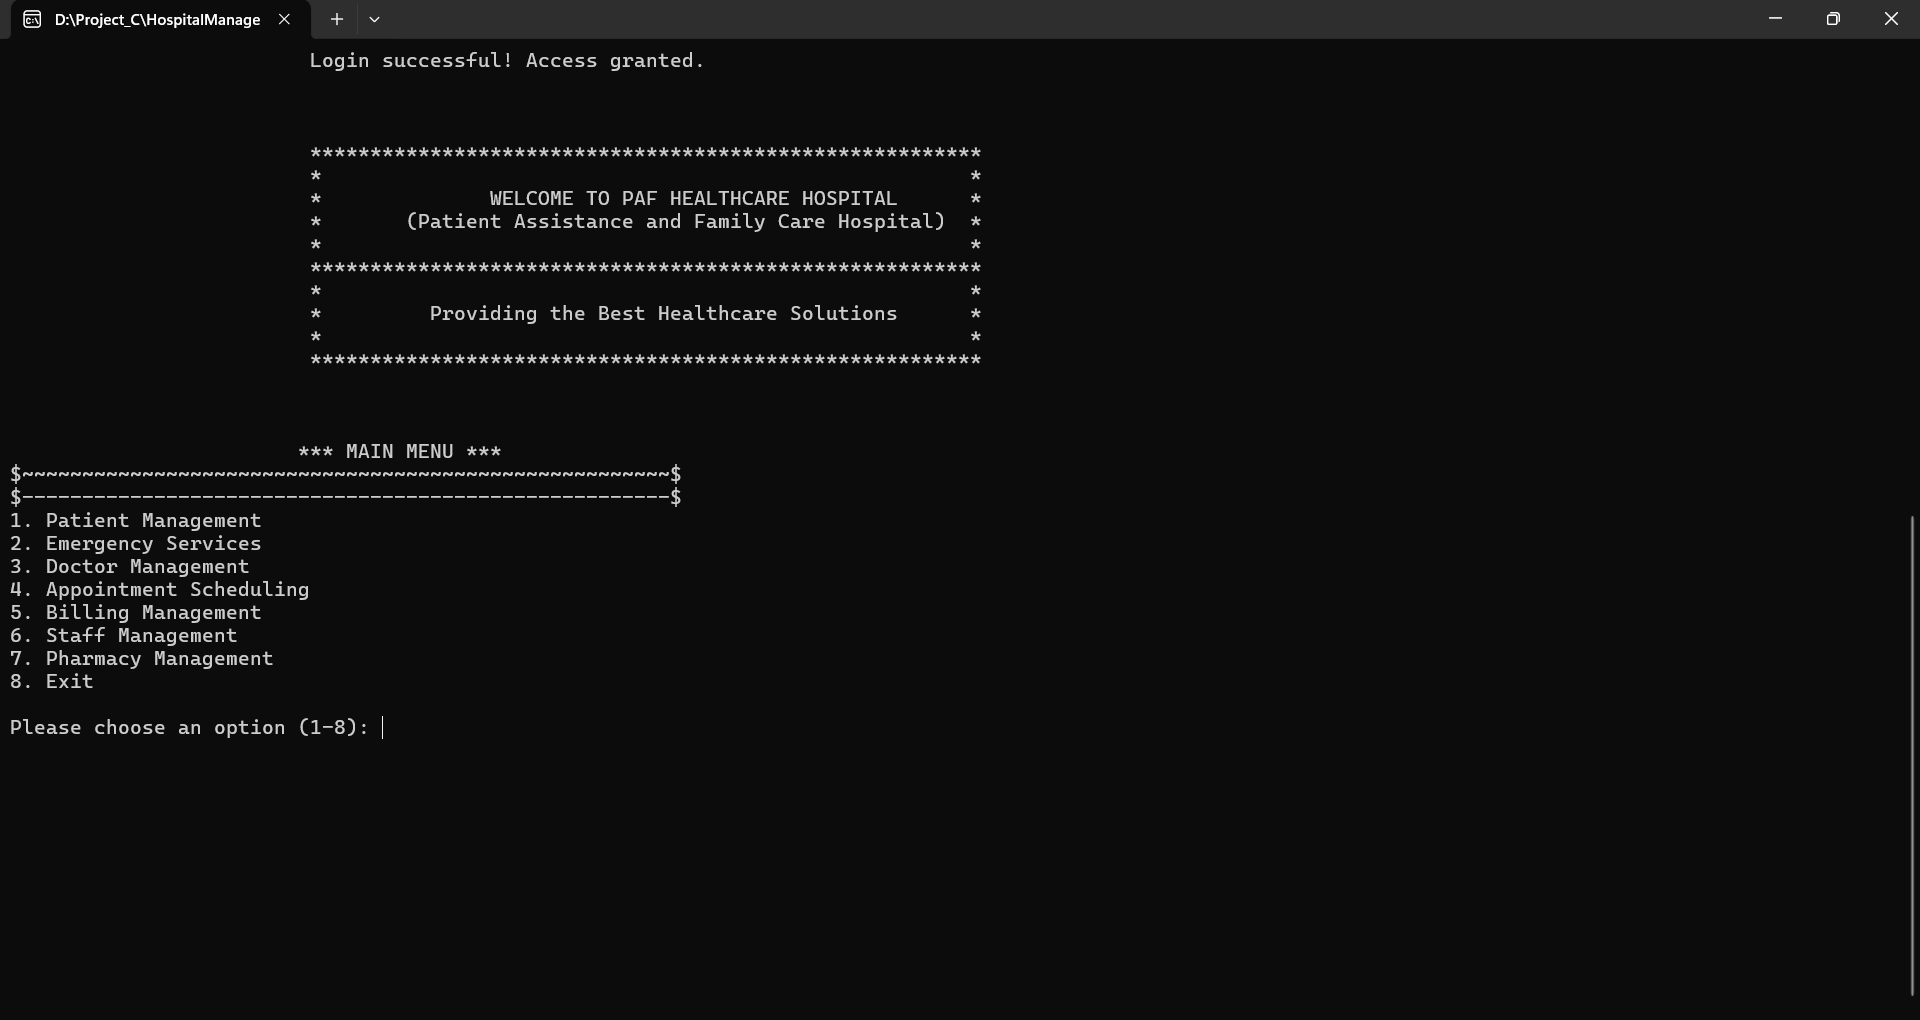 D:\Project_C\HospitalManage
Login successful! Access granted.
********************************************************
*                                                      *
*              WELCOME TO PAF HEALTHCARE HOSPITAL      *
*       (Patient Assistance and Family Care Hospital)  *
*                                                      *
********************************************************
*                                                      *
*         Providing the Best Healthcare Solutions      *
*                                                      *
********************************************************
*** MAIN MENU ***
$~~~~~~~~~~~~~~~~~~~~~~~~~~~~~~~~~~~~~~~~~~~~~~~~~~~~~~$
$------------------------------------------------------$
1. Patient Management
2. Emergency Services
3. Doctor Management
4. Appointment Scheduling
5. Billing Management
6. Staff Management
7. Pharmacy Management
8. Exit
Please choose an option (1-8):